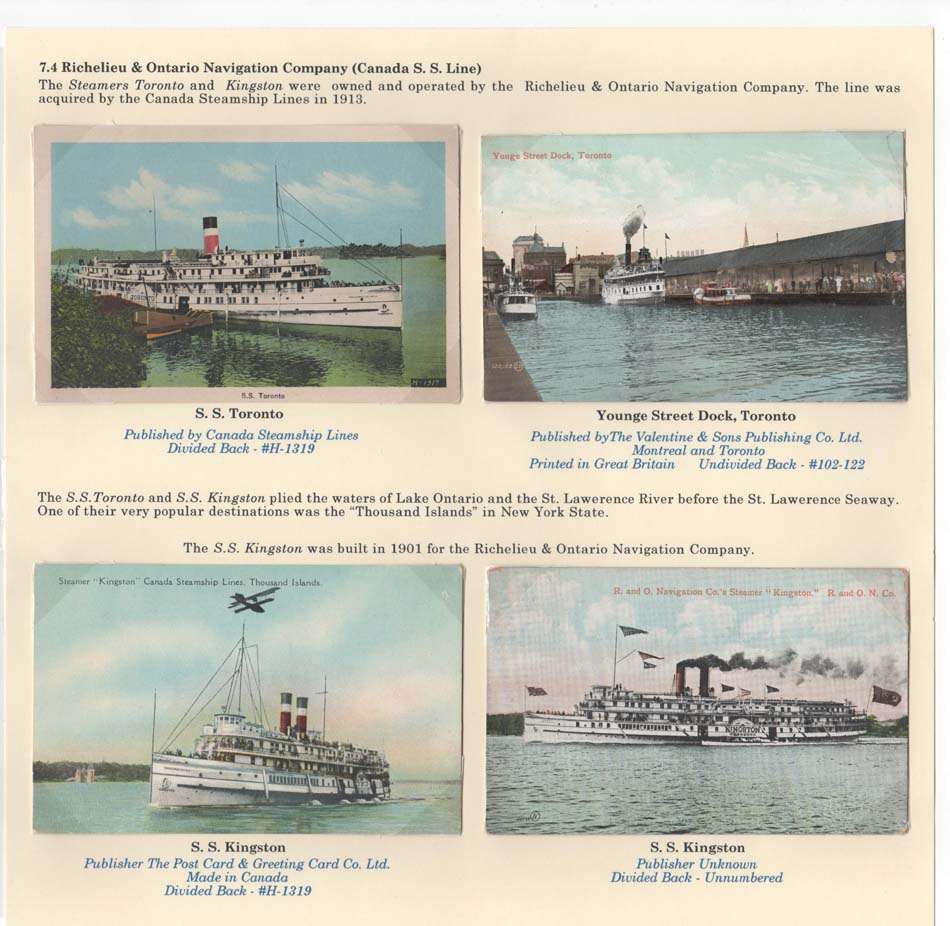 7.4 Richelieu & Ontario Navigation Company (Canada S. S. Line)
The Steamers Toronto and Kingston were owned and operated by the Richelieu & Ontario Navigation Company. The line was
acquired by the Canada Steamship Lines in 1913.
H-1319
S.S. Toronto
S. S. Toronto
Published by Canada Steamship Lines
Divided Back - #H-1319
Yonge Street Dock, Toronto
Younge Street Dock, Toronto
Published byThe Valentine & Sons Publishing Co. Ltd.
Montreal and Toronto
Printed in Great Britain Undivided Back - #102-122
The S.S.Toronto and S.S. Kingston plied the waters of Lake Ontario and the St. Lawerence River before the St. Lawerence Seaway.
One of their very popular destinations was the "Thousand Islands" in New York State.
The S.S. Kingston was built in 1901 for the Richelieu & Ontario Navigation Company.
Steamer "Kingston" Canada Steamship Lines, Thousand Islands.
S. S. Kingston
Publisher The Post Card & Greeting Card Co. Ltd.
Made in Canada
Divided Back - #H-1319
R. and O. Navigation Co.'s Steamer "Kingston." R. and O. N. Co.
KINGSTON
S. S. Kingston
Publisher Unknown
Divided Back - Unnumbered